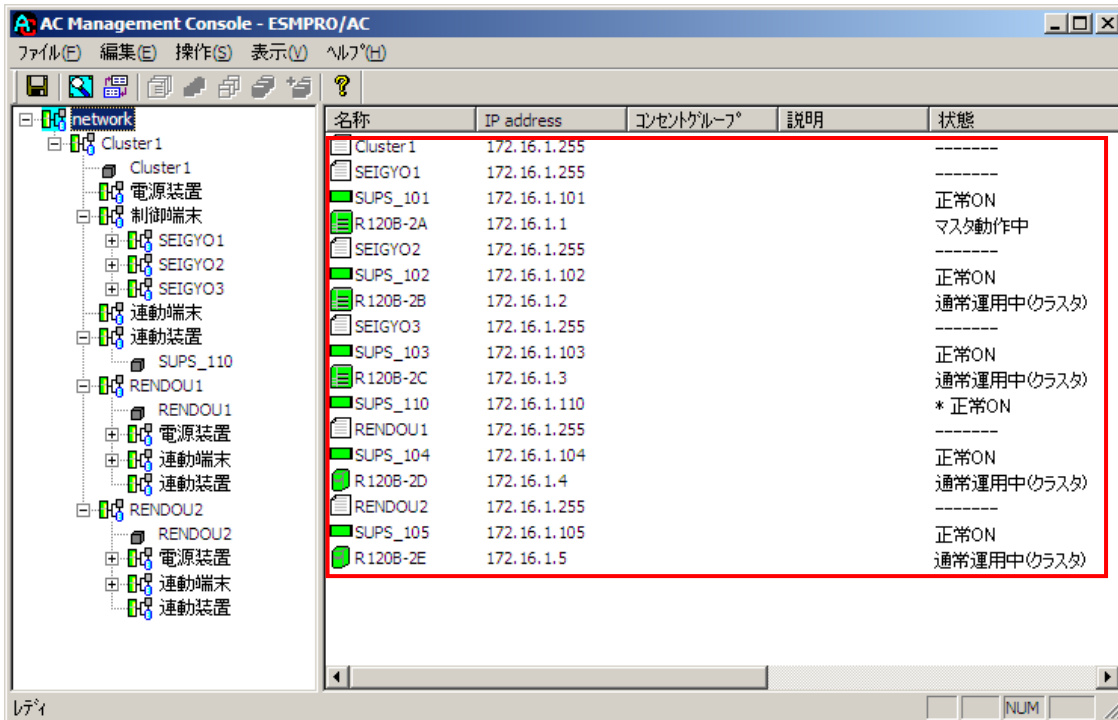 AC Management Console - ESMPRO/AC
ファイル(F) 編集(E) 操作(S) 表示(V) ヘルプ(H)
network
Cluster1
Cluster1
電源装置
制御端末
SEIGYO1
SEIGYO2
SEIGYO3
連動端末
連動装置
SUPS_110
RENDOU1
RENDOU1
電源装置
連動端末
連動装置
RENDOU2
RENDOU2
電源装置
連動端末
連動装置
名称 IP address コンセントグループ 説明 状態
Cluster1 172.16.1.255 -------
SEIGYO1 172.16.1.255 -------
SUPS_101 172.16.1.101 正常ON
R120B-2A 172.16.1.1 マスタ動作中
SEIGYO2 172.16.1.255 -------
SUPS_102 172.16.1.102 正常ON
R120B-2B 172.16.1.2 通常運用中(クラスタ)
SEIGYO3 172.16.1.255 -------
SUPS_103 172.16.1.103 正常ON
R120B-2C 172.16.1.3 通常運用中(クラスタ)
SUPS_110 172.16.1.110 * 正常ON
RENDOU1 172.16.1.255 -------
SUPS_104 172.16.1.104 正常ON
R120B-2D 172.16.1.4 通常運用中(クラスタ)
RENDOU2 172.16.1.255 -------
SUPS_105 172.16.1.105 正常ON
R120B-2E 172.16.1.5 通常運用中(クラスタ)
レディ NUM